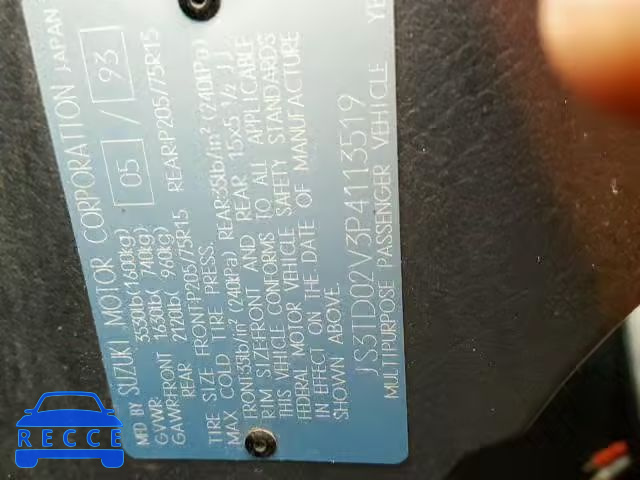 MFD BY SUZUKI MOTOR CORPORATION JAPAN
GVWR: 3530lb(1600kg) 05 / 93
GAWR:FRONT 1630lb( 740kg)
REAR 2120lb( 960kg)
TIRE SIZE FRONT:P205/75R15 REAR:P205/75R15
MAX COLD TIRE PRESS.
FRONT:35lb/in² (240kPa) REAR:35lb/in² (240kPa)
RIM SIZE:FRONT AND REAR 15x5 1/2 JJ
THIS VEHICLE CONFORMS TO ALL APPLICABLE
FEDERAL MOTOR VEHICLE SAFETY STANDARDS
IN EFFECT ON THE DATE OF MANUFACTURE
SHOWN ABOVE.
JS3TD02V3P4113519
MULTIPURPOSE PASSENGER VEHICLE YE
RECCE